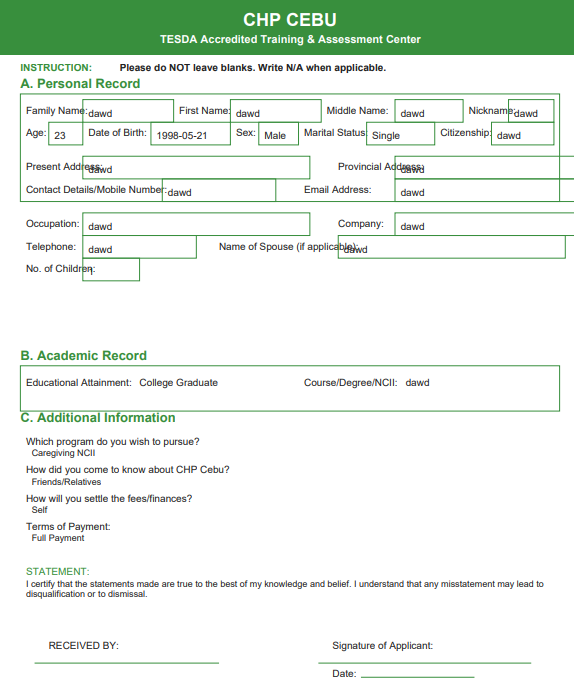 CHP CEBU
TESDA Accredited Training & Assessment Center
INSTRUCTION: Please do NOT leave blanks. Write N/A when applicable.
A. Personal Record
Family Name: dawd First Name: dawd Middle Name: dawd Nickname: dawd
Age: 23 Date of Birth: 1998-05-21 Sex: Male Marital Status: Single Citizenship: dawd
Present Address: dawd Provincial Address: dawd
Contact Details/Mobile Number: dawd Email Address: dawd
Occupation: dawd Company: dawd
Telephone: dawd Name of Spouse (if applicable): dawd
No. of Children:
B. Academic Record
Educational Attainment: College Graduate Course/Degree/NCII: dawd
C. Additional Information
Which program do you wish to pursue?
Caregiving NCII
How did you come to know about CHP Cebu?
Friends/Relatives
How will you settle the fees/finances?
Self
Terms of Payment:
Full Payment
STATEMENT:
I certify that the statements made are true to the best of my knowledge and belief. I understand that any misstatement may lead to
disqualification or to dismissal.
RECEIVED BY: Signature of Applicant:
Date: